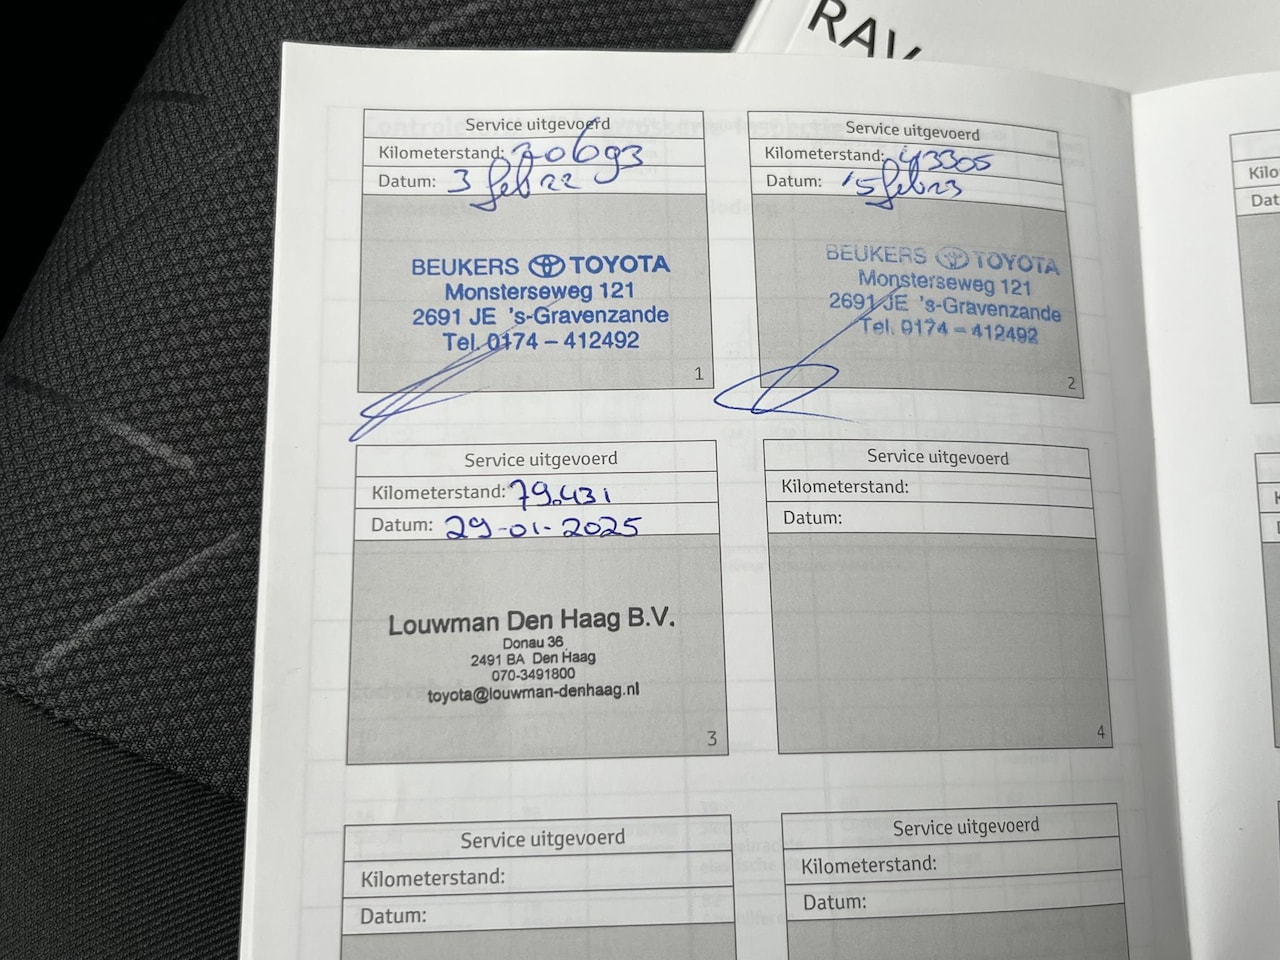 RAV
Service uitgevoerd
Kilometerstand: 20693
Datum: 3 feb 22
BEUKERS TOYOTA
Monsterseweg 121
2691 JE 's-Gravenzande
Tel. 0174 – 412492
1
Service uitgevoerd
Kilometerstand: 43305
Datum: 15 feb 23
BEUKERS TOYOTA
Monsterseweg 121
2691 JE 's-Gravenzande
Tel. 0174 – 412492
2
Service uitgevoerd
Kilometerstand: 79.431
Datum: 29-01-2025
Louwman Den Haag B.V.
Donau 36
2491 BA Den Haag
070-3491800
toyota@louwman-denhaag.nl
3
Service uitgevoerd
Kilometerstand:
Datum:
4
Service uitgevoerd
Kilometerstand:
Datum:
Service uitgevoerd
Kilometerstand:
Datum:
Kilo
Dat